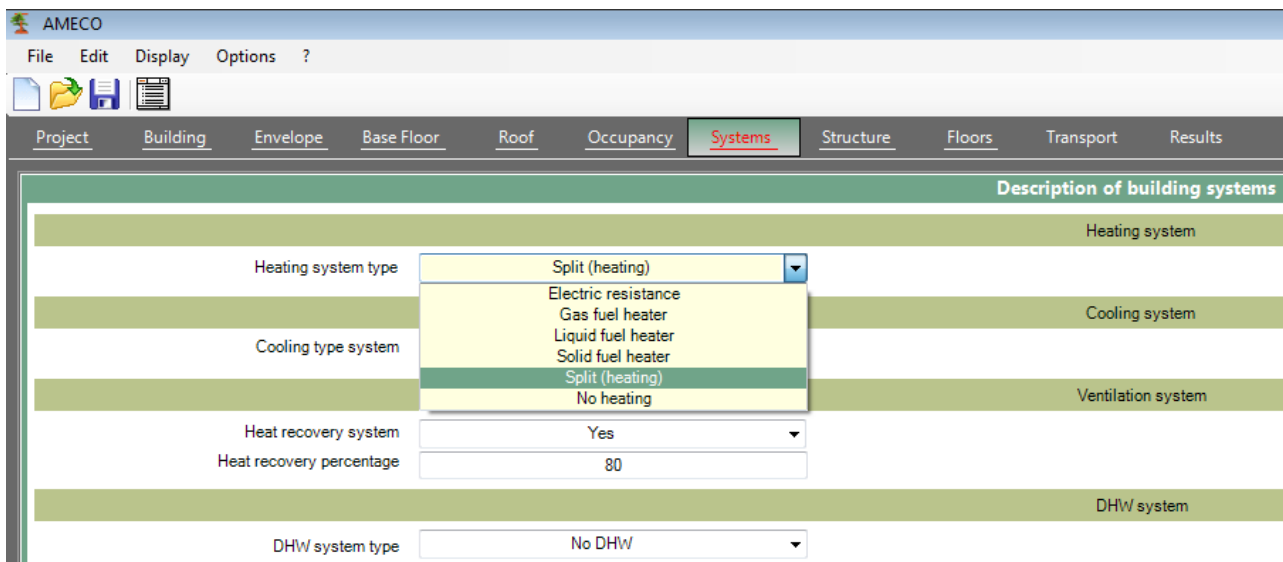 AMECO
File Edit Display Options ?
Project Building Envelope Base Floor Roof Occupancy Systems Structure Floors Transport Results
Description of building systems
Heating system
Heating system type Split (heating)
Electric resistance
Gas fuel heater
Liquid fuel heater
Solid fuel heater
Split (heating)
No heating
Cooling system
Cooling type system
Ventilation system
Heat recovery system Yes
Heat recovery percentage 80
DHW system
DHW system type No DHW